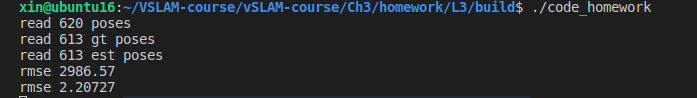 xin@ubuntu16:~/VSLAM-course/vSLAM-course/Ch3/homework/L3/build$ ./code_homework
read 620 poses
read 613 gt poses
read 613 est poses
rmse 2986.57
rmse 2.20727